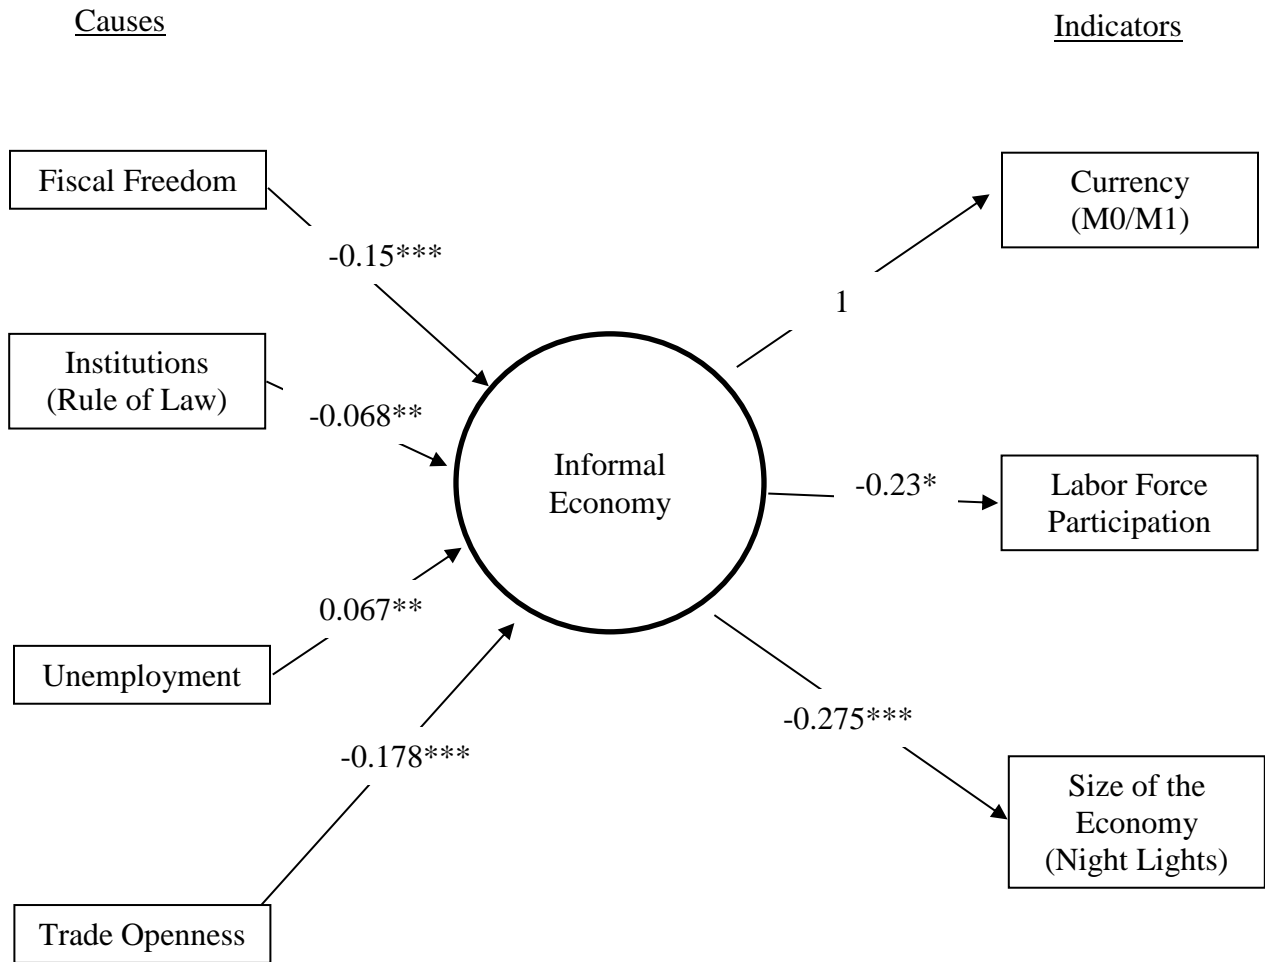 Causes
Indicators
Fiscal Freedom
Currency
(M0/M1)
-0.15***
1
Institutions
(Rule of Law)
-0.068**
Informal
Economy
-0.23*
Labor Force
Participation
0.067**
Unemployment
-0.275***
-0.178***
Size of the
Economy
(Night Lights)
Trade Openness